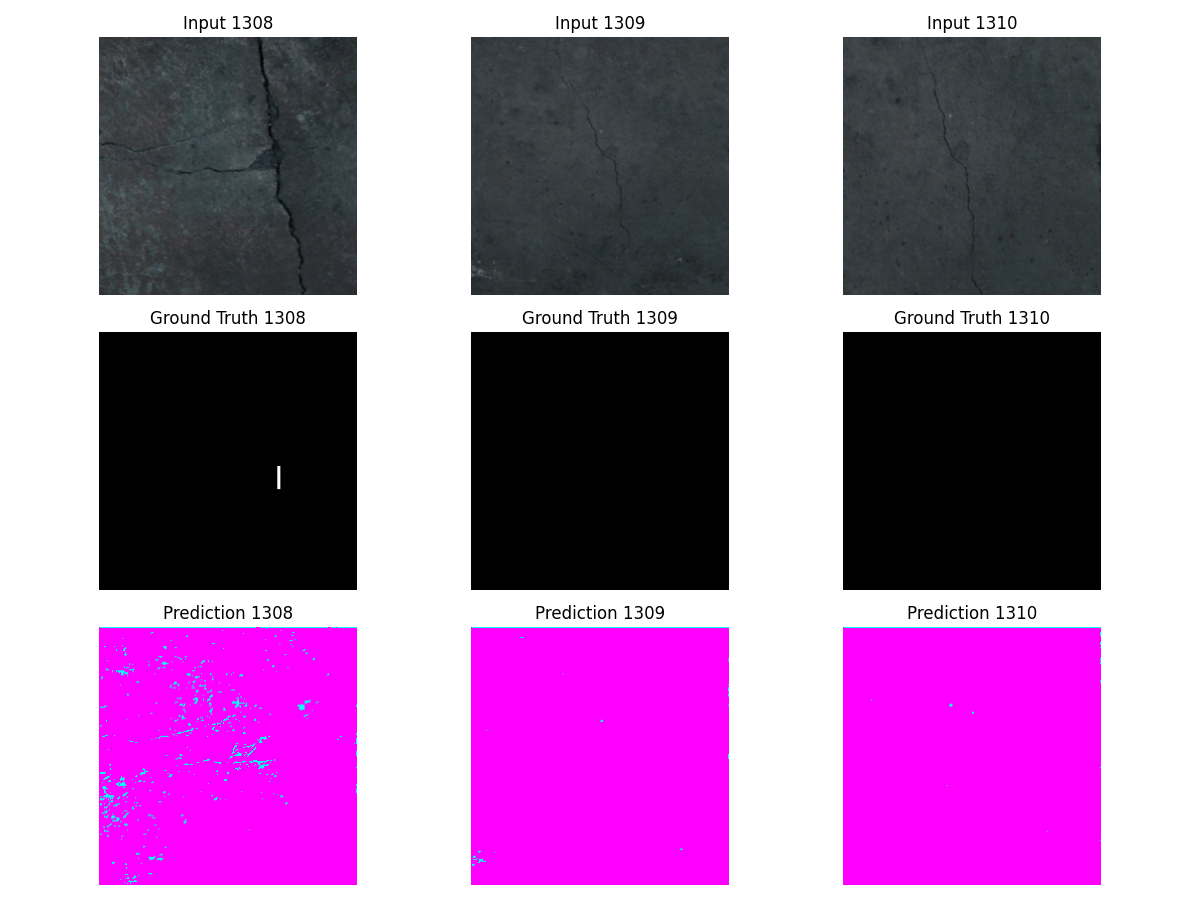 Input 1308
Input 1309
Input 1310
Ground Truth 1308
Ground Truth 1309
Ground Truth 1310
Prediction 1308
Prediction 1309
Prediction 1310